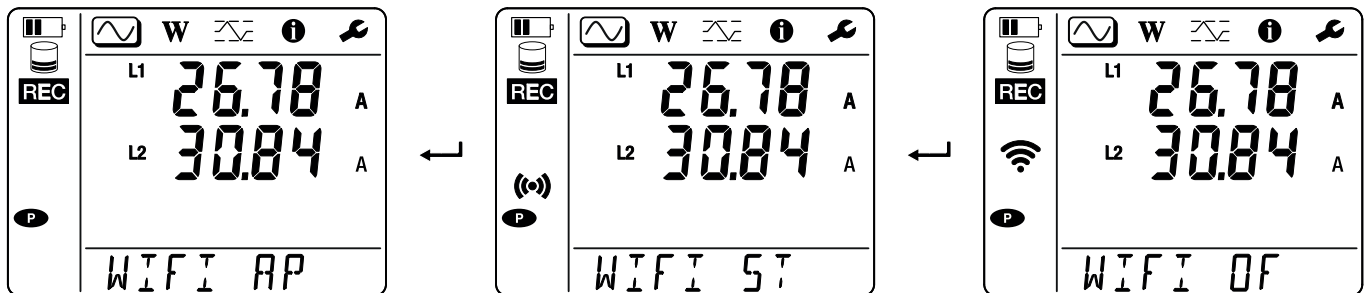 W
REC
L1 26.78 A
L2 30.84 A
P
WIFI AP
W
REC
L1 26.78 A
L2 30.84 A
P
WIFI ST
W
REC
L1 26.78 A
L2 30.84 A
P
WIFI OF